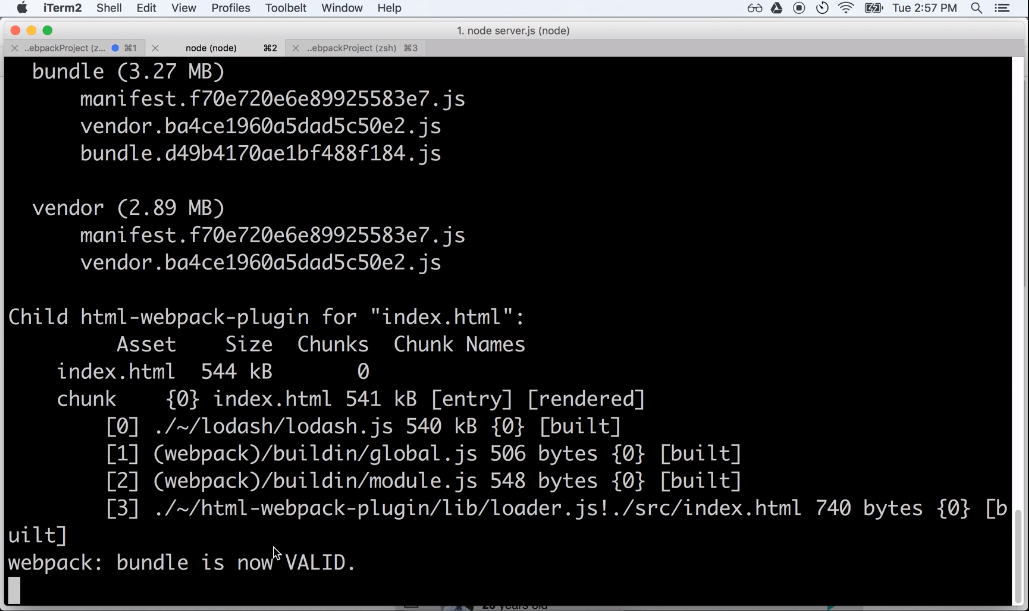 iTerm2 Shell Edit View Profiles Toolbelt Window Help Tue 2:57 PM
1. node server.js (node)
..ebpackProject (z... ⌘1 node (node) ⌘2 ..ebpackProject (zsh) ⌘3
bundle (3.27 MB)
manifest.f70e720e6e89925583e7.js
vendor.ba4ce1960a5dad5c50e2.js
bundle.d49b4170ae1bf488f184.js
vendor (2.89 MB)
manifest.f70e720e6e89925583e7.js
vendor.ba4ce1960a5dad5c50e2.js
Child html-webpack-plugin for "index.html":
Asset Size Chunks Chunk Names
index.html 544 kB 0
chunk {0} index.html 541 kB [entry] [rendered]
[0] ./~/lodash/lodash.js 540 kB {0} [built]
[1] (webpack)/buildin/global.js 506 bytes {0} [built]
[2] (webpack)/buildin/module.js 548 bytes {0} [built]
[3] ./~/html-webpack-plugin/lib/loader.js!./src/index.html 740 bytes {0} [b
uilt]
webpack: bundle is now VALID.
years old